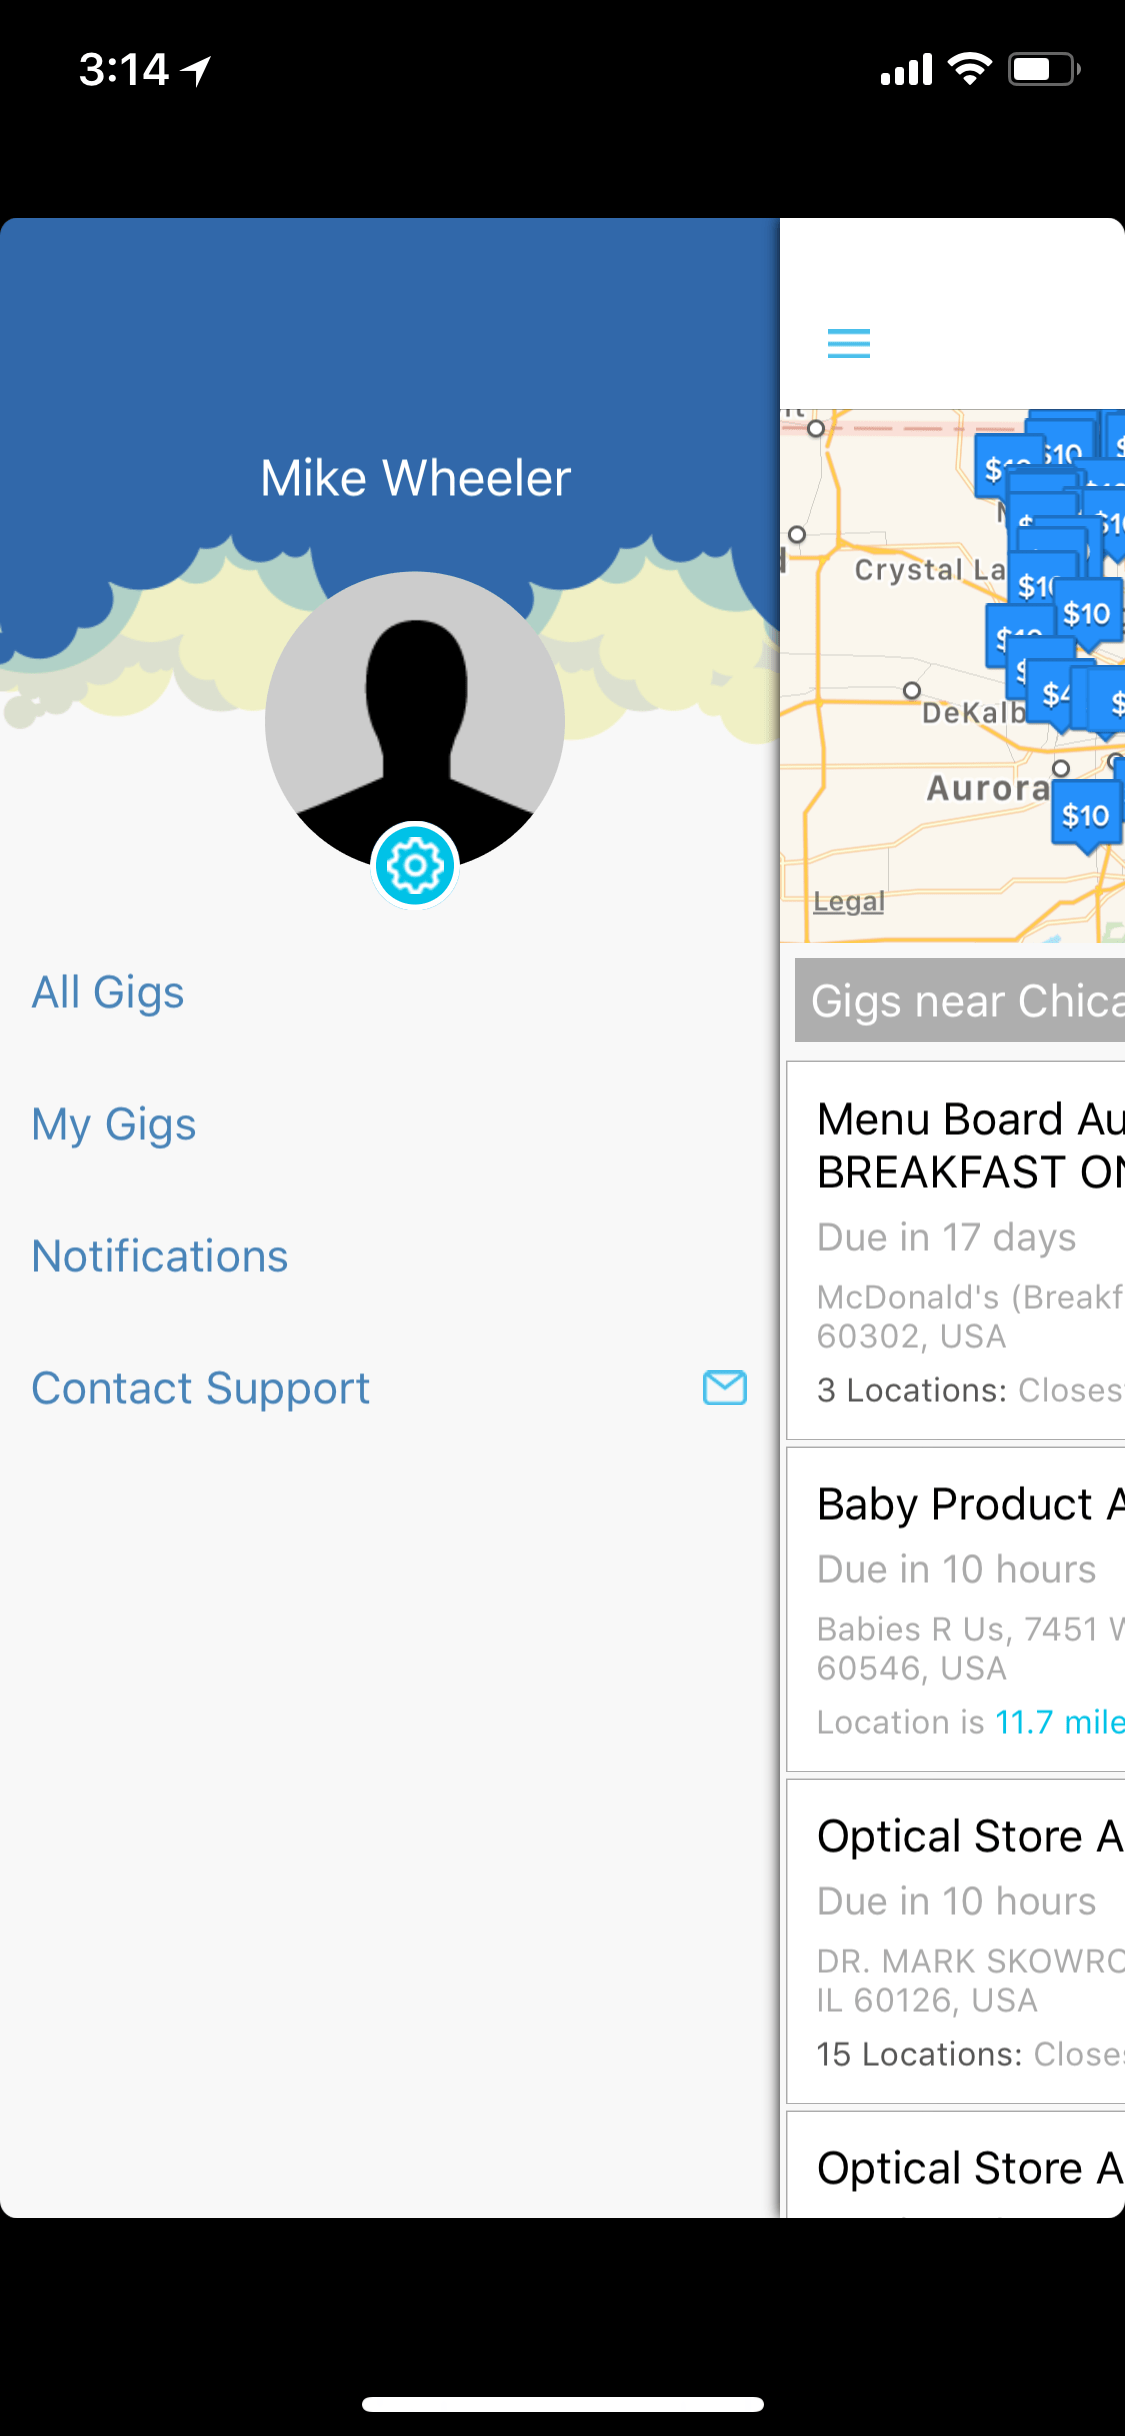 3:14
Mike Wheeler
All Gigs
My Gigs
Notifications
Contact Support
$10
$10
Crystal La
$10
$10
DeKalb
$4
Aurora
$10
Legal
Gigs near Chica
Menu Board Au
BREAKFAST ON
Due in 17 days
McDonald's (Breakf
60302, USA
3 Locations: Closes
Baby Product A
Due in 10 hours
Babies R Us, 7451 W
60546, USA
Location is 11.7 mile
Optical Store A
Due in 10 hours
DR. MARK SKOWRO
IL 60126, USA
15 Locations: Closes
Optical Store A